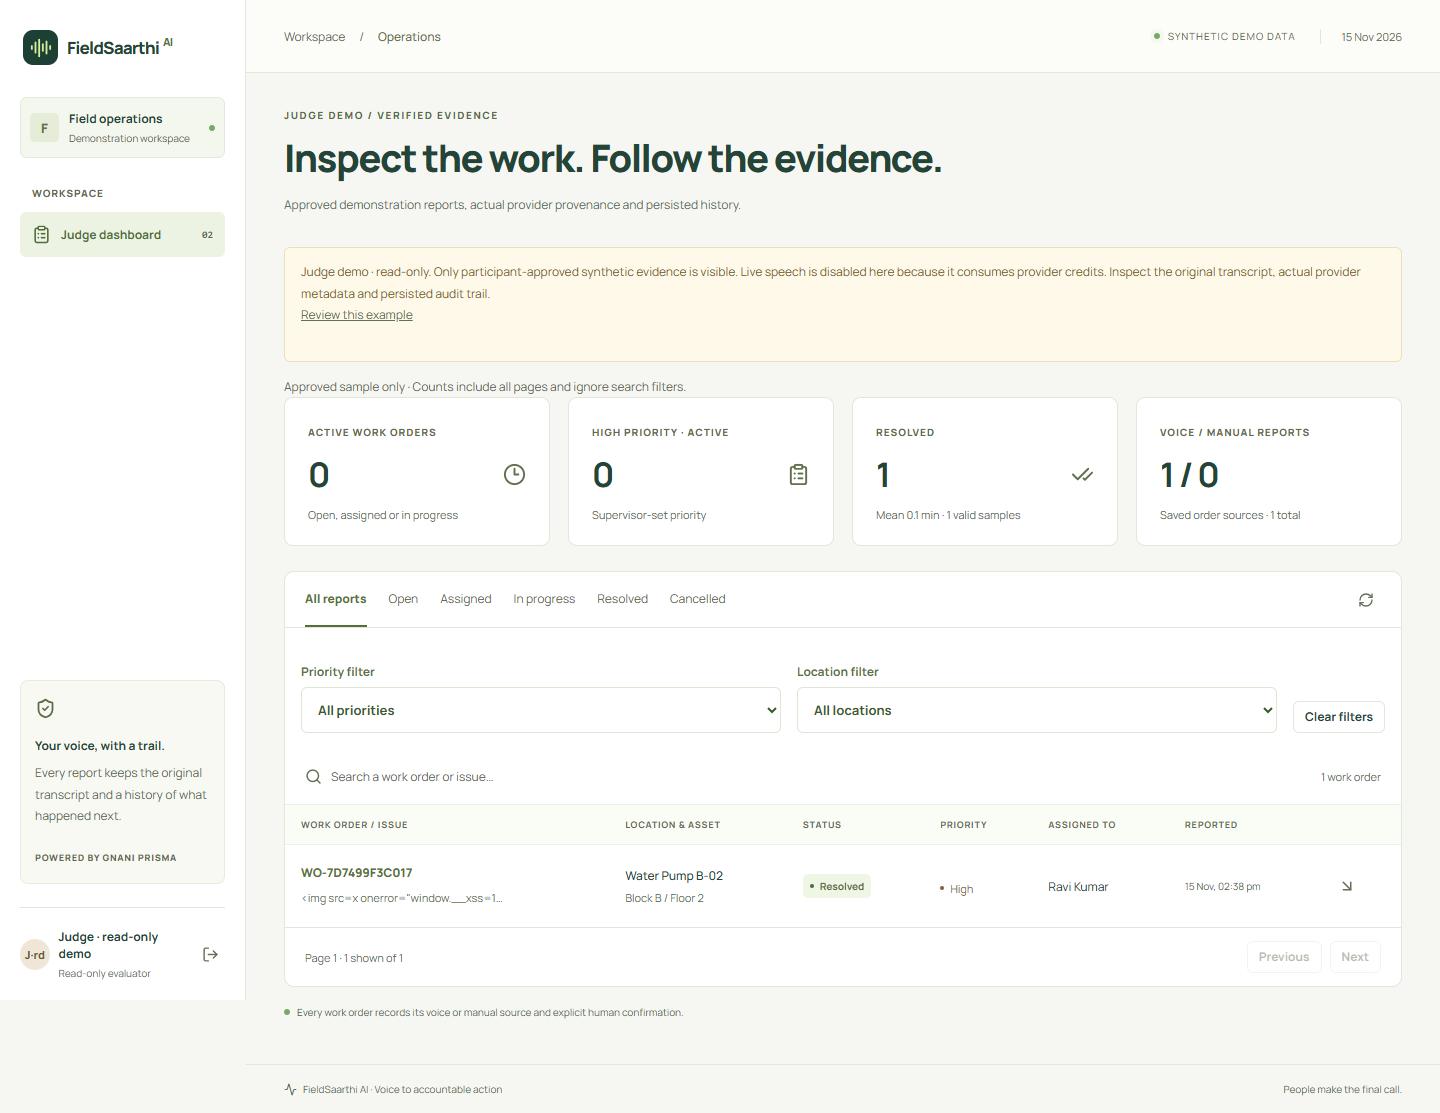 FieldSaarthi AI
F
Field operations
Demonstration workspace
WORKSPACE
Judge dashboard
02
Your voice, with a trail.
Every report keeps the original
transcript and a history of what
happened next.
POWERED BY GNANI PRISMA
J·rd
Judge · read-only
demo
Read-only evaluator
Workspace / Operations
SYNTHETIC DEMO DATA
15 Nov 2026
JUDGE DEMO / VERIFIED EVIDENCE
Inspect the work. Follow the evidence.
Approved demonstration reports, actual provider provenance and persisted history.
Judge demo · read-only. Only participant-approved synthetic evidence is visible. Live speech is disabled here because it consumes provider credits. Inspect the original transcript, actual provider
metadata and persisted audit trail.
Review this example
Approved sample only · Counts include all pages and ignore search filters.
ACTIVE WORK ORDERS
0
Open, assigned or in progress
HIGH PRIORITY · ACTIVE
0
Supervisor-set priority
RESOLVED
1
Mean 0.1 min · 1 valid samples
VOICE / MANUAL REPORTS
1 / 0
Saved order sources · 1 total
All reports Open Assigned In progress Resolved Cancelled
Priority filter
All priorities
Location filter
All locations
Clear filters
Search a work order or issue...
1 work order
WORK ORDER / ISSUE LOCATION & ASSET STATUS PRIORITY ASSIGNED TO REPORTED
WO-7D7499F3C017
<img src=x onerror="window.__xss=1...
Water Pump B-02
Block B / Floor 2
Resolved
High
Ravi Kumar
15 Nov, 02:38 pm
Page 1 · 1 shown of 1
Previous
Next
Every work order records its voice or manual source and explicit human confirmation.
FieldSaarthi AI · Voice to accountable action
People make the final call.